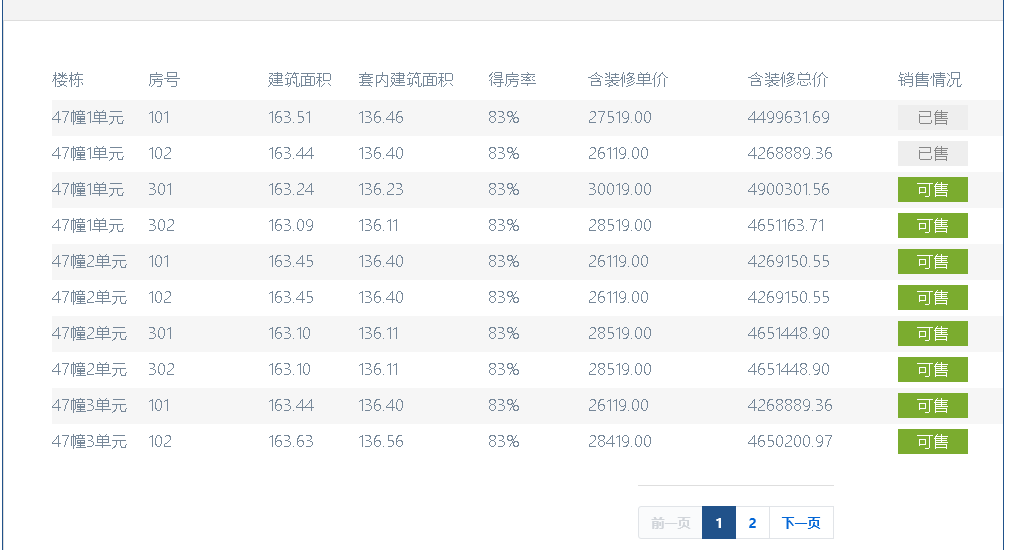 楼栋 房号 建筑面积 套内建筑面积 得房率 含装修单价 含装修总价 销售情况
47幢1单元 101 163.51 136.46 83% 27519.00 4499631.69 已售
47幢1单元 102 163.44 136.40 83% 26119.00 4268889.36 已售
47幢1单元 301 163.24 136.23 83% 30019.00 4900301.56 可售
47幢1单元 302 163.09 136.11 83% 28519.00 4651163.71 可售
47幢2单元 101 163.45 136.40 83% 26119.00 4269150.55 可售
47幢2单元 102 163.45 136.40 83% 26119.00 4269150.55 可售
47幢2单元 301 163.10 136.11 83% 28519.00 4651448.90 可售
47幢2单元 302 163.10 136.11 83% 28519.00 4651448.90 可售
47幢3单元 101 163.44 136.40 83% 26119.00 4268889.36 可售
47幢3单元 102 163.63 136.56 83% 28419.00 4650200.97 可售
前一页 1 2 下一页